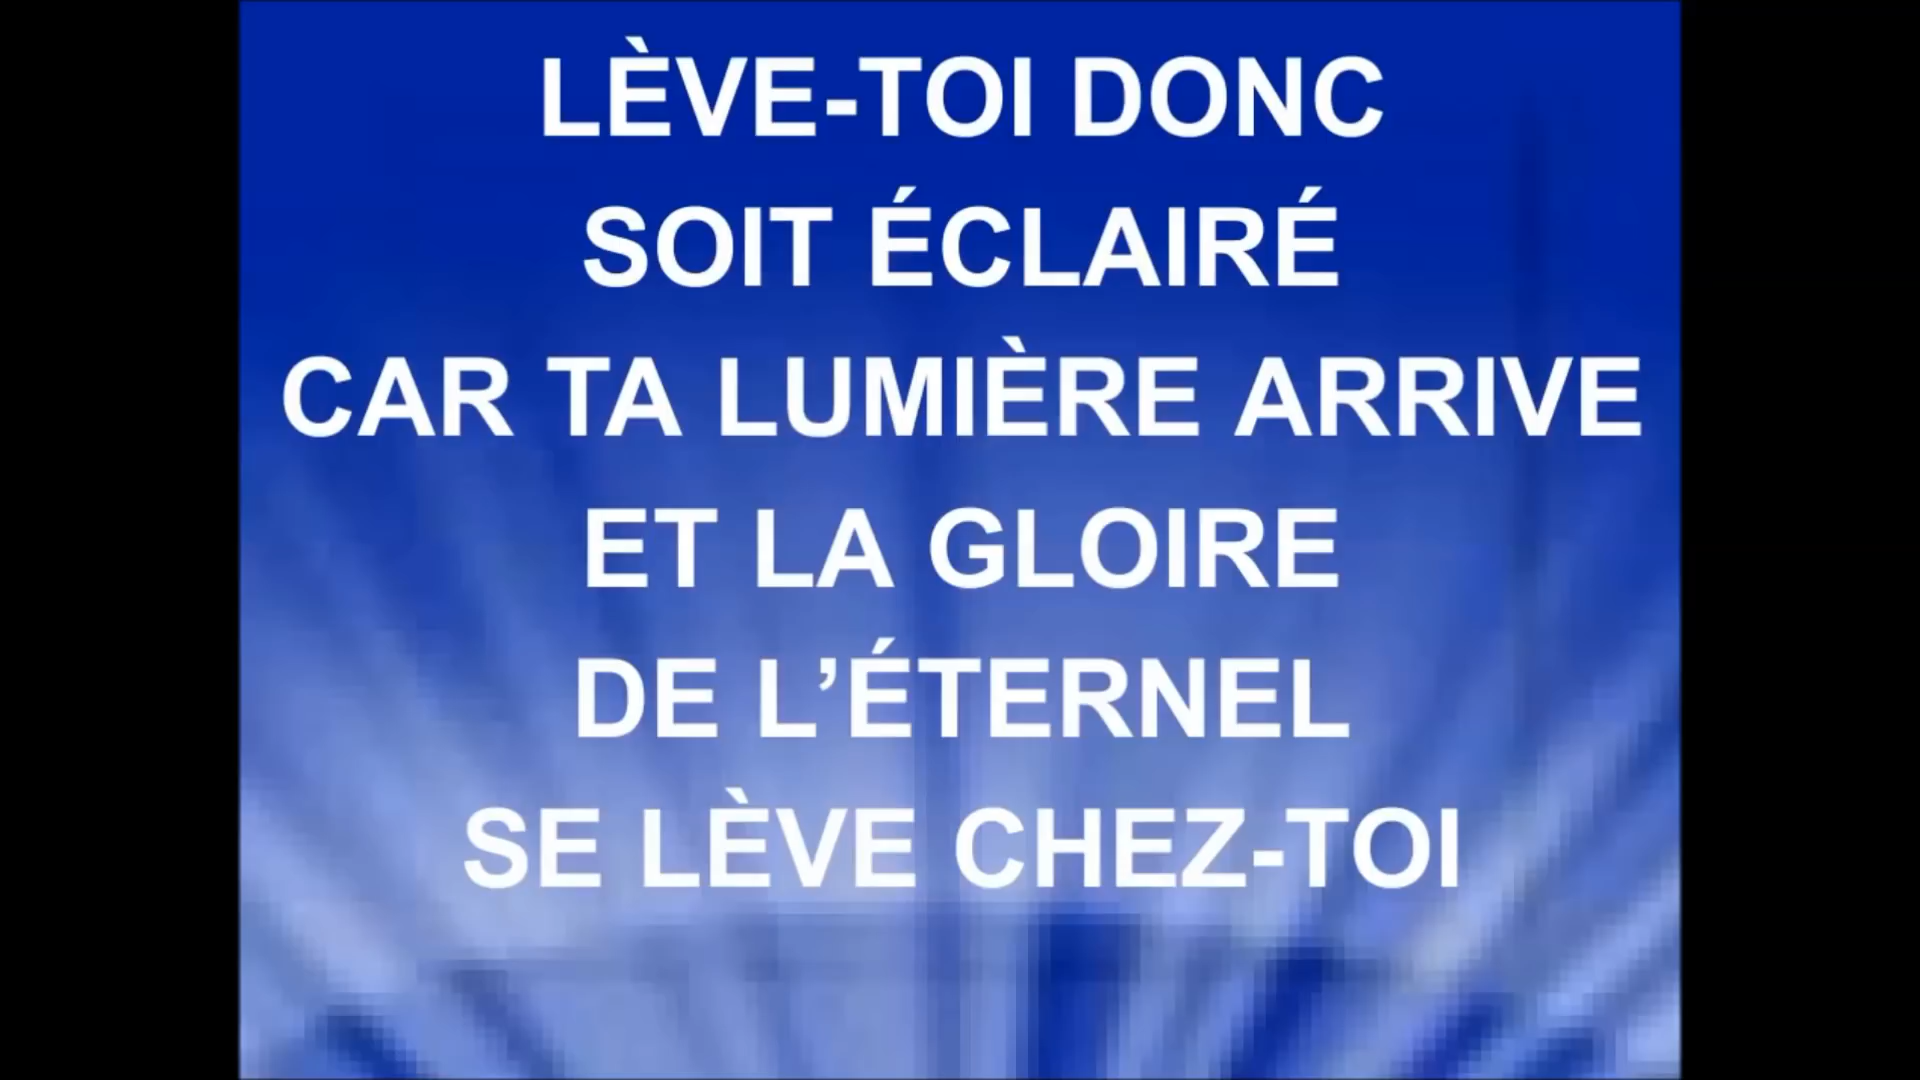 LÈVE-TOI DONC
SOIT ÉCLAIRÉ
CAR TA LUMIÈRE ARRIVE
ET LA GLOIRE
DE L’ÉTERNEL
SE LÈVE CHEZ-TOI